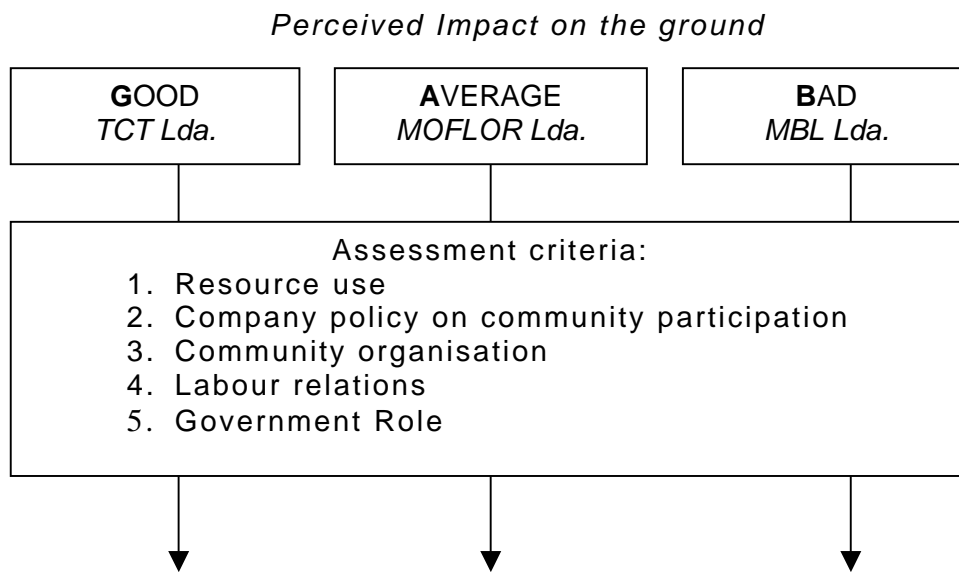 Perceived Impact on the ground
GOOD
TCT Lda.
AVERAGE
MOFLOR Lda.
BAD
MBL Lda.
Assessment criteria:
1. Resource use
2. Company policy on community participation
3. Community organisation
4. Labour relations
5. Government Role